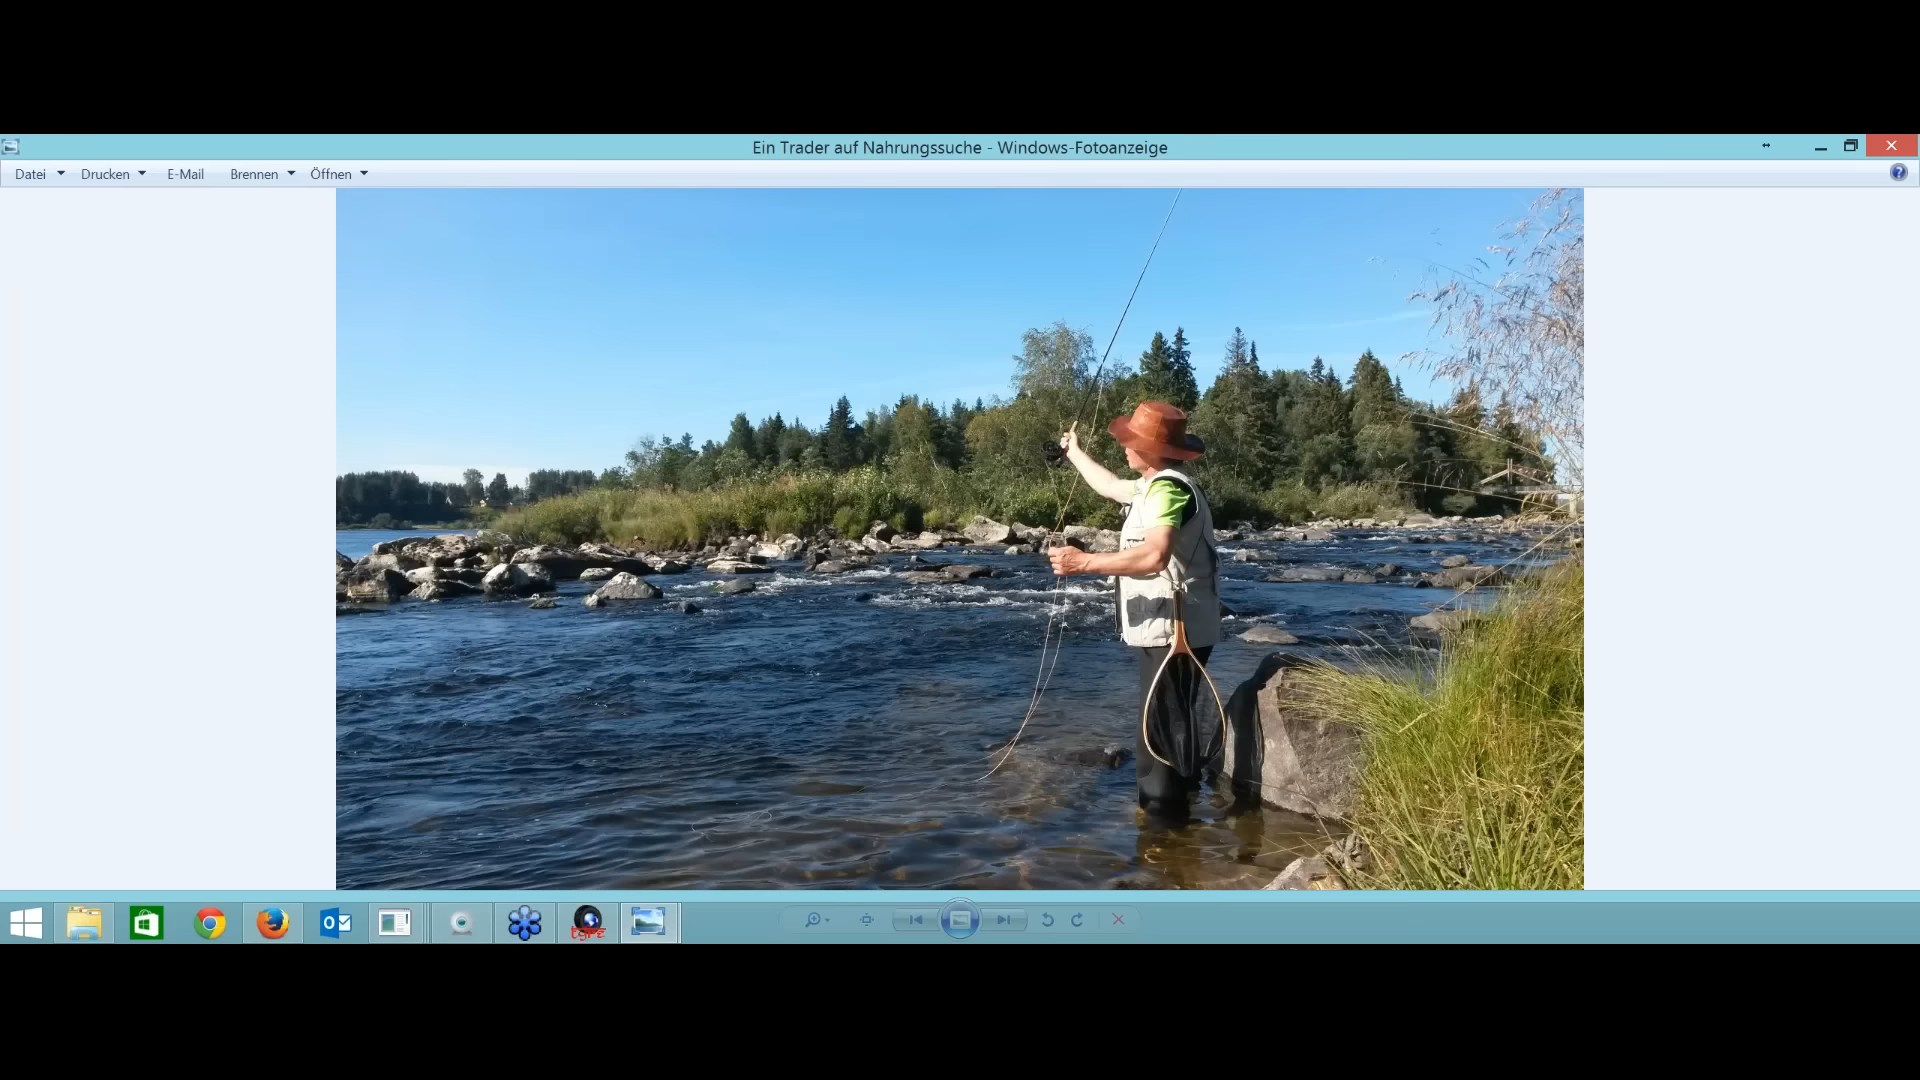 Ein Trader auf Nahrungssuche - Windows-Fotoanzeige
Datei Drucken E-Mail Brennen Öffnen